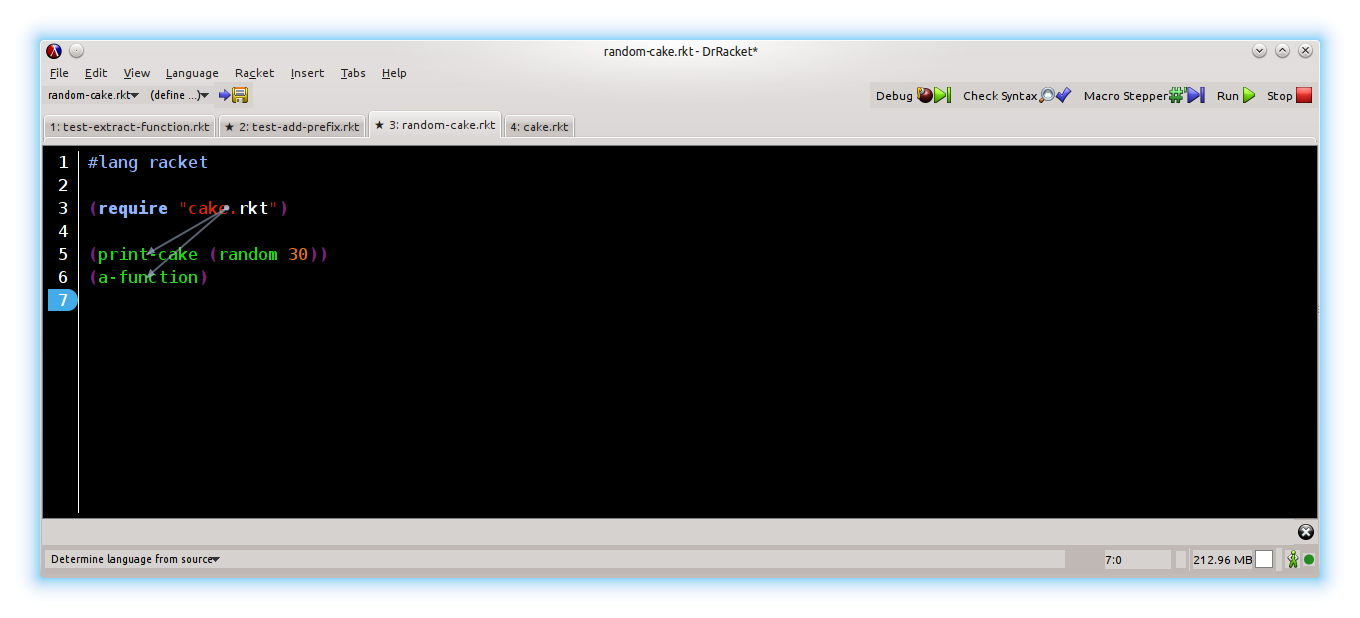 random-cake.rkt - DrRacket*
File Edit View Language Racket Insert Tabs Help
random-cake.rkt (define ...) Debug Check Syntax Macro Stepper Run Stop
1: test-extract-function.rkt ★ 2: test-add-prefix.rkt ★ 3: random-cake.rkt 4: cake.rkt
1 #lang racket
2
3 (require "cake.rkt")
4
5 (print-cake (random 30))
6 (a-function)
7
Determine language from source 7:0 212.96 MB